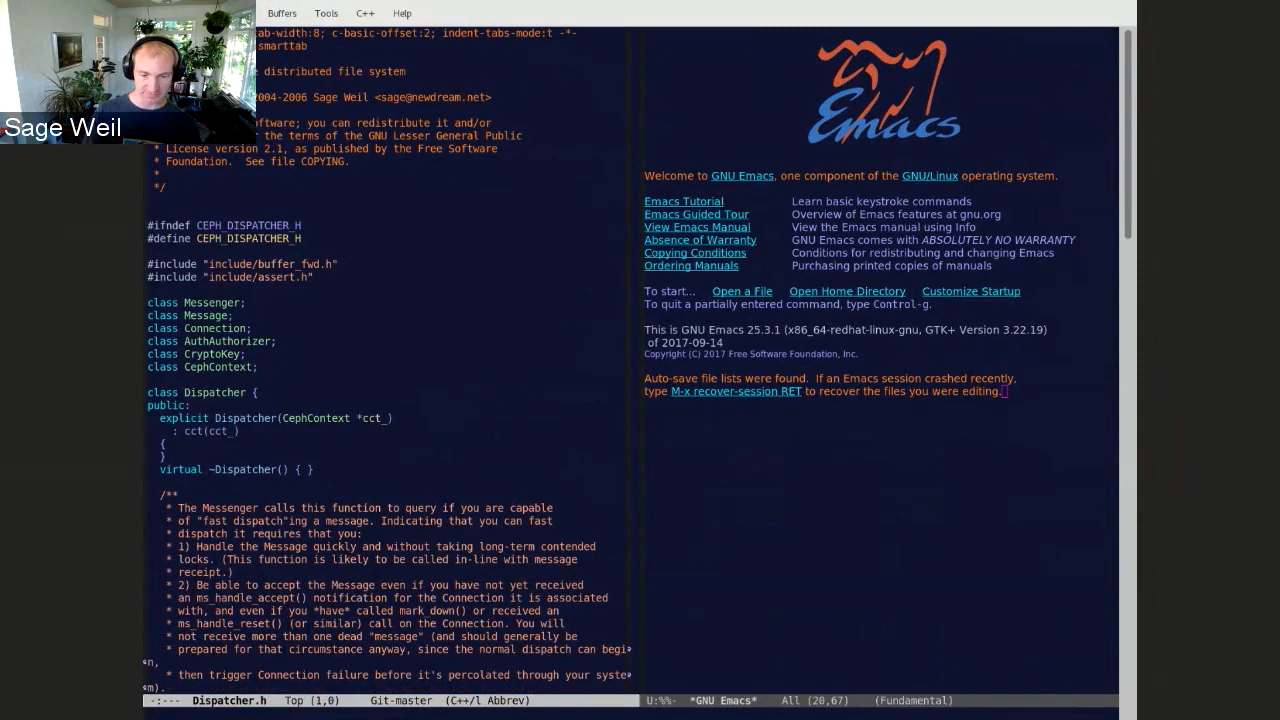 Buffers Tools C++ Help
Sage Weil
tab-width:8; c-basic-offset:2; indent-tabs-mode:t -*-
smarttab
distributed file system
2004-2006 Sage Weil <sage@newdream.net>
software; you can redistribute it and/or
the terms of the GNU Lesser General Public
* License version 2.1, as published by the Free Software
* Foundation.  See file COPYING.
*
*/
#ifndef CEPH_DISPATCHER_H
#define CEPH_DISPATCHER_H
#include "include/buffer_fwd.h"
#include "include/assert.h"
class Messenger;
class Message;
class Connection;
class AuthAuthorizer;
class CryptoKey;
class CephContext;
class Dispatcher {
public:
explicit Dispatcher(CephContext *cct_)
: cct(cct_)
{
}
virtual ~Dispatcher() { }
/**
* The Messenger calls this function to query if you are capable
* of "fast dispatch"ing a message. Indicating that you can fast
* dispatch it requires that you:
* 1) Handle the Message quickly and without taking long-term contended
* locks. (This function is likely to be called in-line with message
* receipt.)
* 2) Be able to accept the Message even if you have not yet received
* an ms_handle_accept() notification for the Connection it is associated
* with, and even if you *have* called mark_down() or received an
* ms_handle_reset() (or similar) call on the Connection. You will
* not receive more than one dead "message" (and should generally be
* prepared for that circumstance anyway, since the normal dispatch can begi
n,
* then trigger Connection failure before it's percolated through your syste
m).
-:--- Dispatcher.h Top (1,0) Git-master (C++/l Abbrev)
Emacs
Welcome to GNU Emacs, one component of the GNU/Linux operating system.
Emacs Tutorial Learn basic keystroke commands
Emacs Guided Tour Overview of Emacs features at gnu.org
View Emacs Manual View the Emacs manual using Info
Absence of Warranty GNU Emacs comes with ABSOLUTELY NO WARRANTY
Copying Conditions Conditions for redistributing and changing Emacs
Ordering Manuals Purchasing printed copies of manuals
To start... Open a File Open Home Directory Customize Startup
To quit a partially entered command, type Control-g.
This is GNU Emacs 25.3.1 (x86_64-redhat-linux-gnu, GTK+ Version 3.22.19)
of 2017-09-14
Copyright (C) 2017 Free Software Foundation, Inc.
Auto-save file lists were found. If an Emacs session crashed recently,
type M-x recover-session RET to recover the files you were editing.
U:%%- *GNU Emacs* All (20,67) (Fundamental)